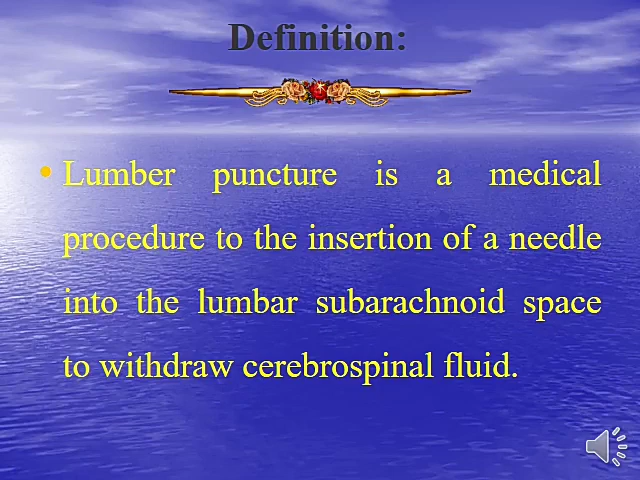 Definition:
• Lumber puncture is a medical
procedure to the insertion of a needle
into the lumbar subarachnoid space
to withdraw cerebrospinal fluid.